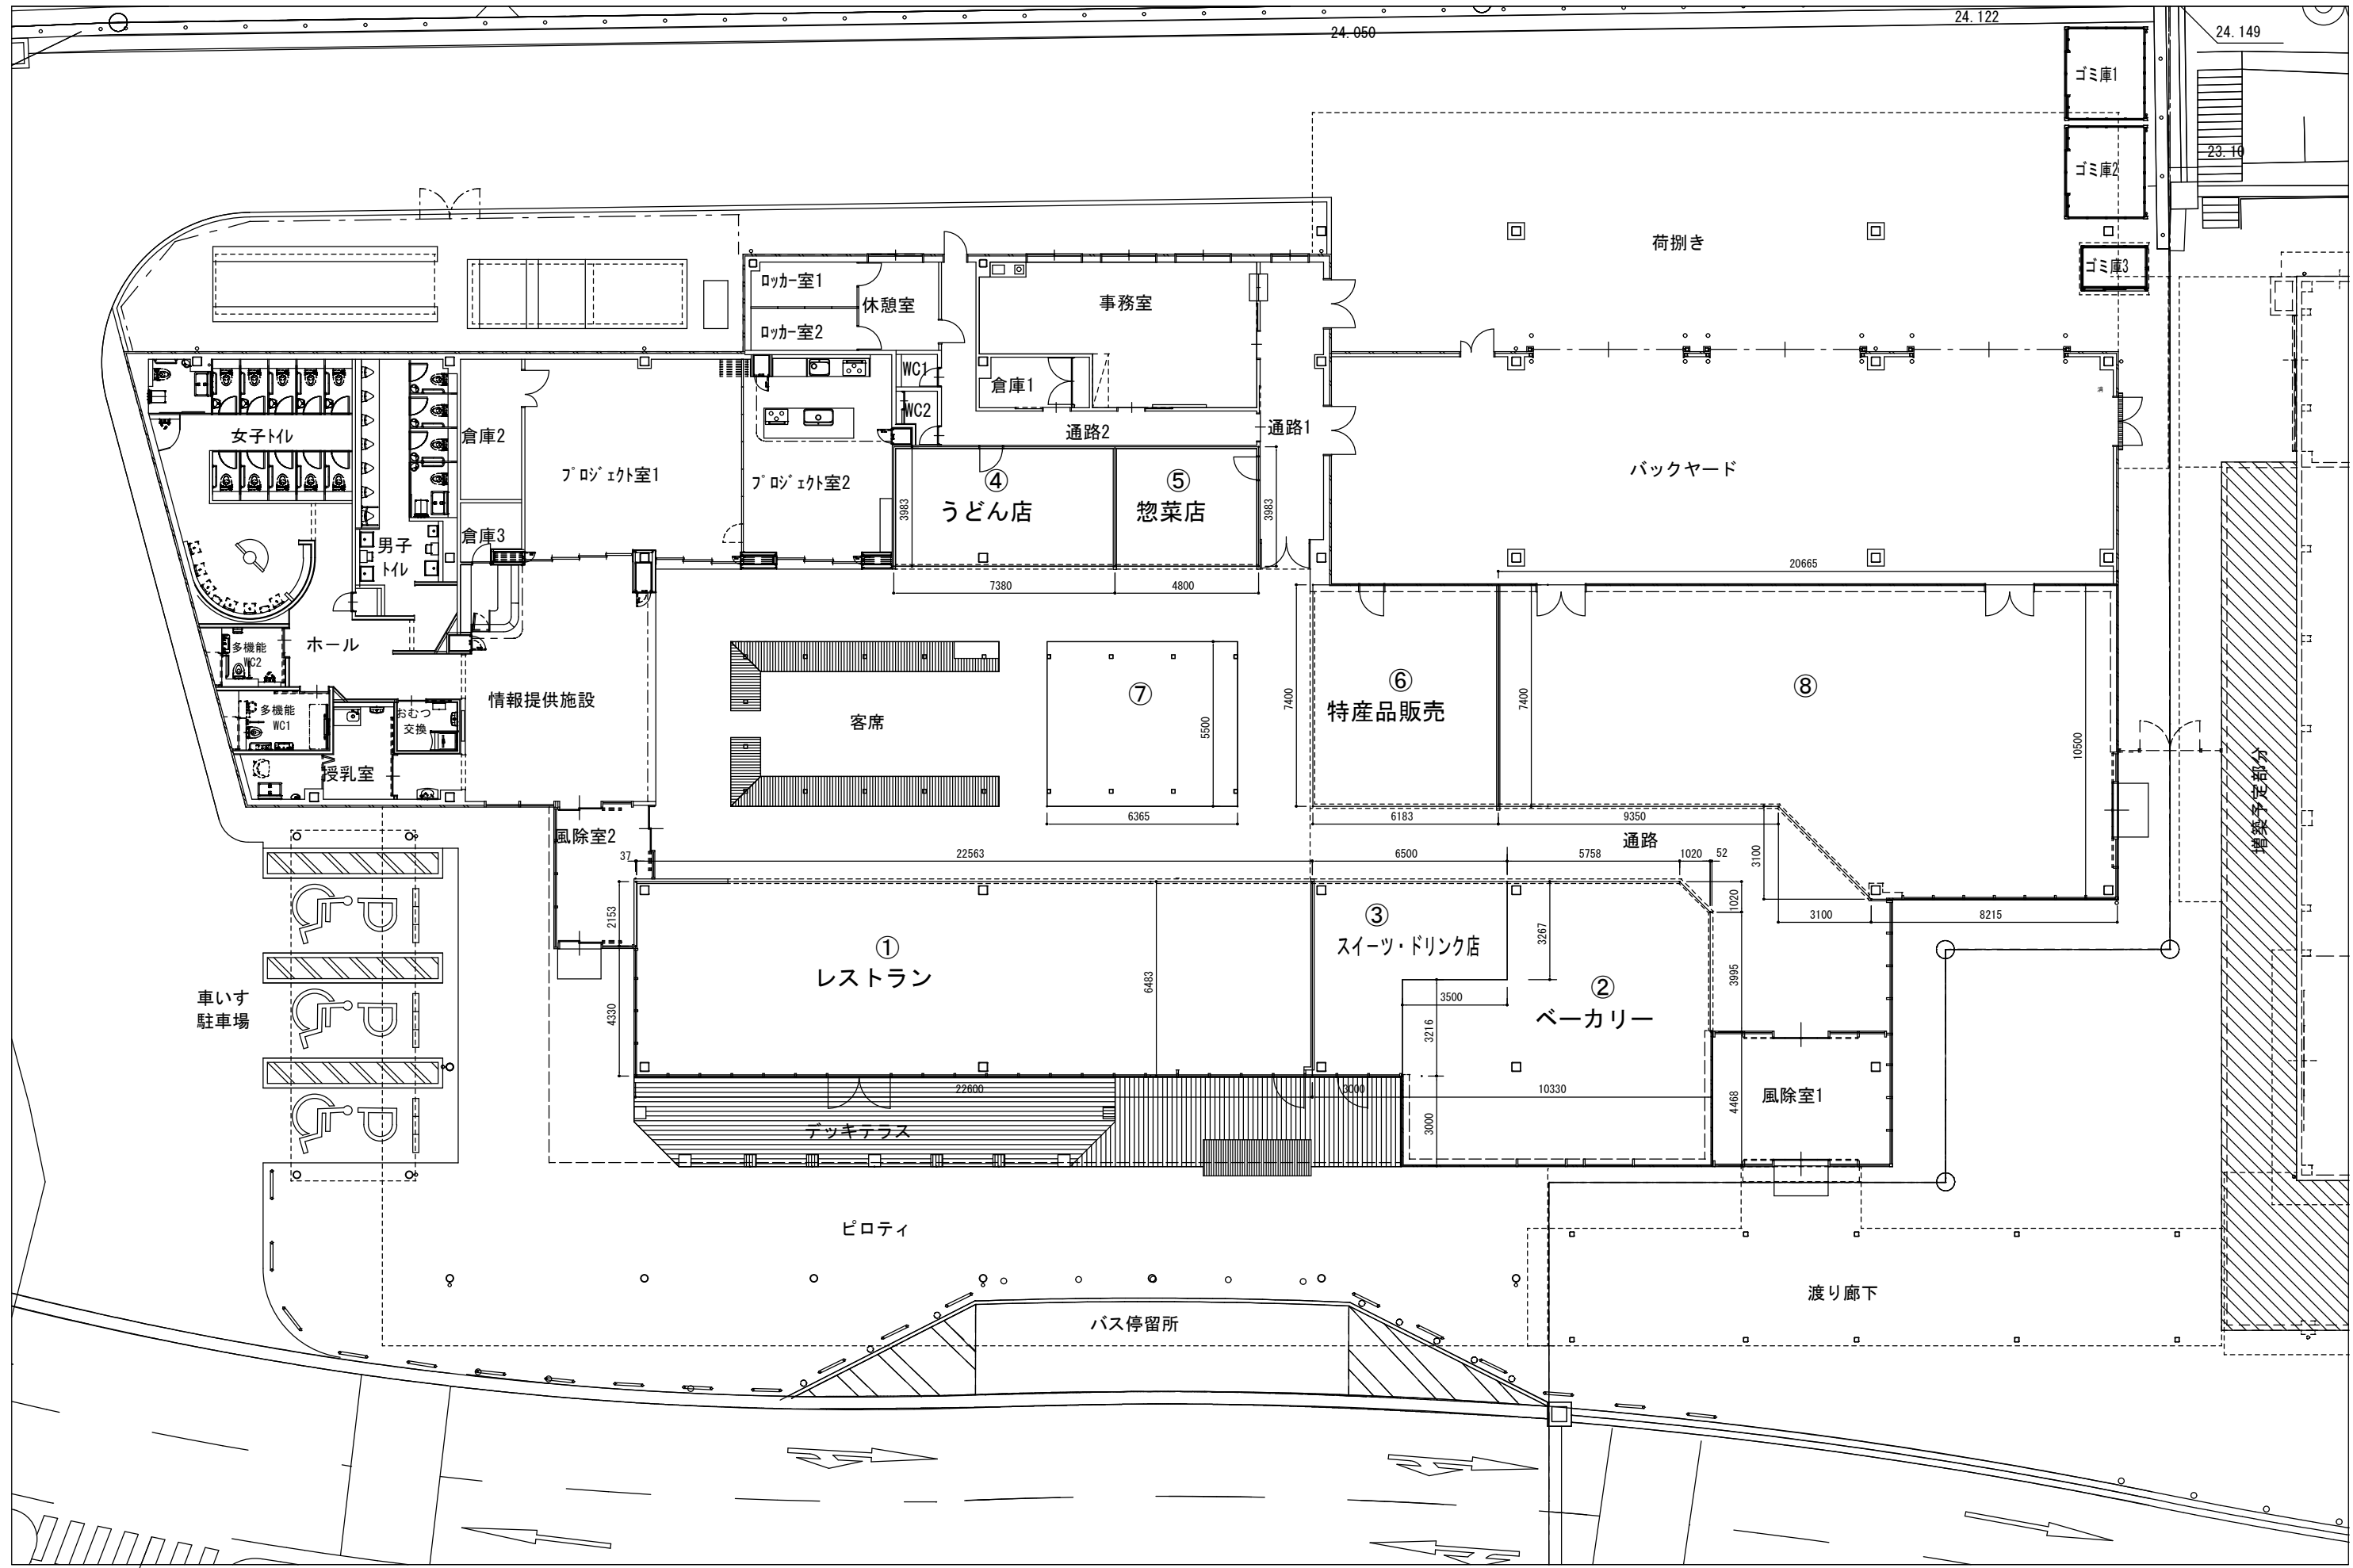 24.050
24.122
24.149
23.10
ゴミ庫1
ゴミ庫2
ゴミ庫3
荷捌き
ロッカー室1
ロッカー室2
休憩室
事務室
倉庫1
WC1
WC2
通路2
通路1
女子トイレ
倉庫2
プロジェクト室1
プロジェクト室2
④
うどん店
3983
⑤
惣菜店
3983
バックヤード
男子
トイレ
倉庫3
7380
4800
20665
多機能
WC2
ホール
多機能
WC1
おむつ
交換
授乳室
情報提供施設
客席
⑦
5500
6365
7400
⑥
特産品販売
7400
⑧
10500
6183
9350
増築予定部分
風除室2
通路
37
22563
6500
5758
1020
52
3100
3100
8215
2153
4330
①
レストラン
6483
③
スイーツ・ドリンク店
3267
3500
3216
②
ベーカリー
1020
3995
車いす
駐車場
22600
3000
10330
3000
4468
風除室1
デッキテラス
ピロティ
渡り廊下
バス停留所